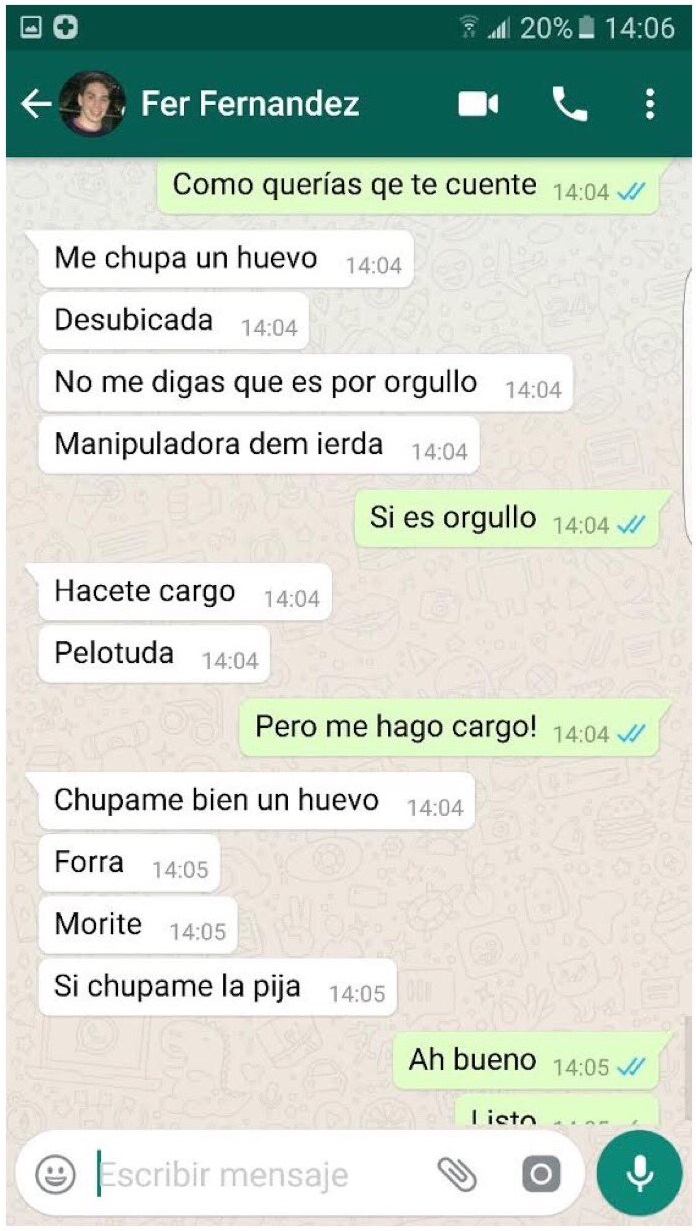 20% 14:06
Fer Fernandez
Como querías qe te cuente 14:04
Me chupa un huevo 14:04
Desubicada 14:04
No me digas que es por orgullo 14:04
Manipuladora dem ierda 14:04
Si es orgullo 14:04
Hacete cargo 14:04
Pelotuda 14:04
Pero me hago cargo! 14:04
Chupame bien un huevo 14:04
Forra 14:05
Morite 14:05
Si chupame la pija 14:05
Ah bueno 14:05
Listo 14:05
Escribir mensaje